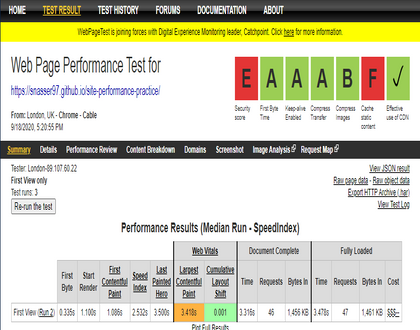 HOME TEST RESULT TEST HISTORY FORUMS DOCUMENTATION ABOUT
WebPageTest is joining forces with Digital Experience Monitoring leader, Catchpoint. Click here for more information.
Web Page Performance Test for
https://snasser97.github.io/site-performance-practice/
From: London, UK - Chrome - Cable
9/18/2020, 5:20:55 PM
E A A A B F ✓
Security score
First Byte Time
Keep-alive Enabled
Compress Transfer
Compress Images
Cache static content
Effective use of CDN
Summary Details Performance Review Content Breakdown Domains Screenshot Image Analysis Request Map
Tester: London-89.107.60.22
First View only
Test runs: 3
Re-run the test
View JSON result
Raw page data - Raw object data
Export HTTP Archive (.har)
View Test Log
Performance Results (Median Run - SpeedIndex)
Web Vitals Document Complete Fully Loaded
First Byte Start Render First Contentful Paint Speed Index Last Painted Hero Largest Contentful Paint Cumulative Layout Shift Time Requests Bytes In Time Requests Bytes In Cost
First View (Run 2) 0.335s 1.100s 1.086s 2.532s 3.500s 3.418s 0.001 3.316s 46 1,456 KB 3.478s 47 1,461 KB $$$--
Plot Full Results